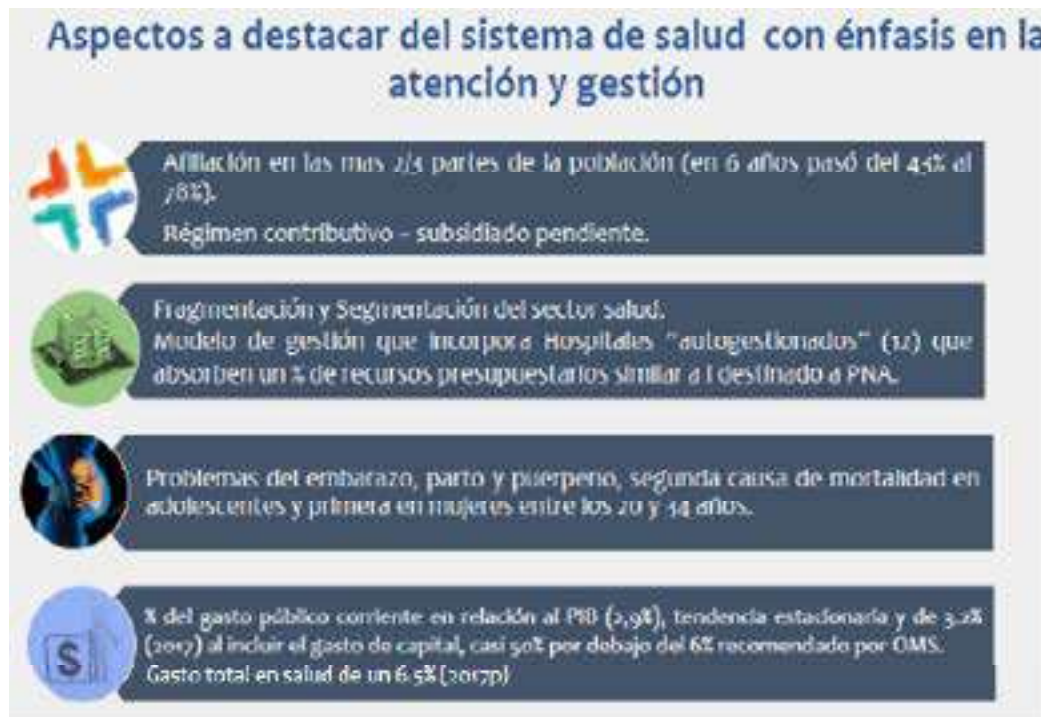 Aspectos a destacar del sistema de salud con énfasis en la
atención y gestión
Afiliación en las mas 2/3 partes de la población (en 6 años pasó del 43% al
78%).
Régimen contributivo – subsidiado pendiente.
Fragmentación y Segmentación del sector salud.
Modelo de gestión que incorpora Hospitales "autogestionados" (12) que
absorben un % de recursos presupuestarios similar a l destinado a PNA.
Problemas del embarazo, parto y puerperio, segunda causa de mortalidad en
adolescentes y primera en mujeres entre los 20 y 34 años.
% del gasto público corriente en relación al PIB (2,9%), tendencia estacionaria y de 3.2%
(2017) al incluir el gasto de capital, casi 50% por debajo del 6% recomendado por OMS.
Gasto total en salud de un 6.5% (2017p)
S